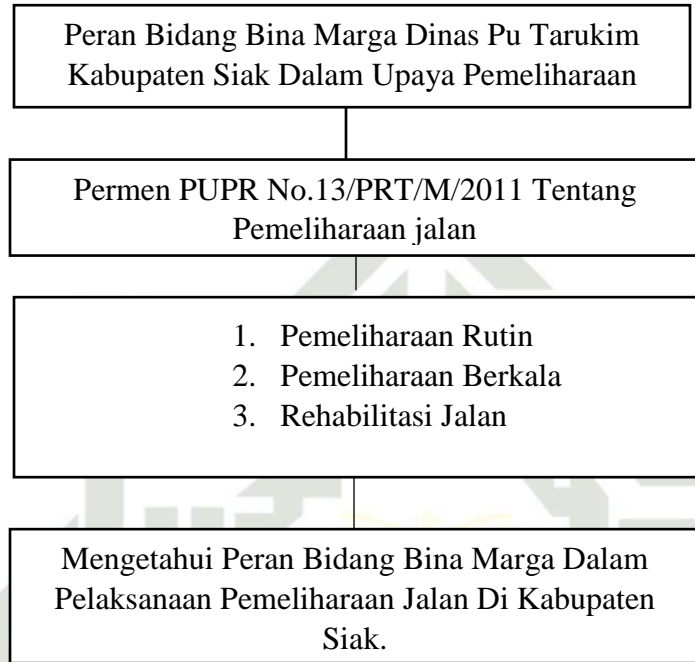 Peran Bidang Bina Marga Dinas Pu Tarukim
Kabupaten Siak Dalam Upaya Pemeliharaan
Permen PUPR No.13/PRT/M/2011 Tentang
Pemeliharaan jalan
1. Pemeliharaan Rutin
2. Pemeliharaan Berkala
3. Rehabilitasi Jalan
Mengetahui Peran Bidang Bina Marga Dalam
Pelaksanaan Pemeliharaan Jalan Di Kabupaten
Siak.